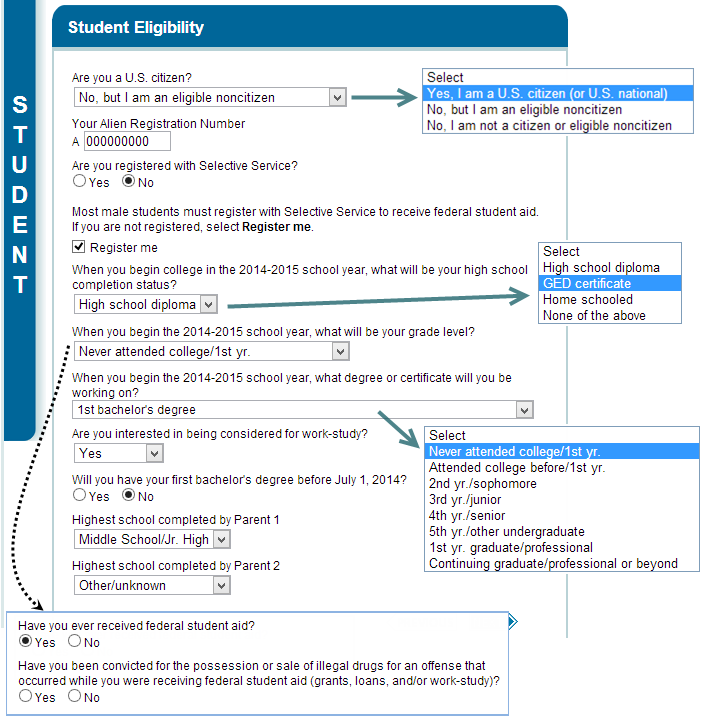 STUDENT
Student Eligibility
Are you a U.S. citizen?
No, but I am an eligible noncitizen
Select
Yes, I am a U.S. citizen (or U.S. national)
No, but I am an eligible noncitizen
No, I am not a citizen or eligible noncitizen
Your Alien Registration Number
A 000000000
Are you registered with Selective Service?
Yes No
Most male students must register with Selective Service to receive federal student aid.
If you are not registered, select Register me.
Register me
When you begin college in the 2014-2015 school year, what will be your high school
completion status?
High school diploma
Select
High school diploma
GED certificate
Home schooled
None of the above
When you begin the 2014-2015 school year, what will be your grade level?
Never attended college/1st yr.
When you begin the 2014-2015 school year, what degree or certificate will you be
working on?
1st bachelor's degree
Select
Never attended college/1st yr.
Attended college before/1st yr.
2nd yr./sophomore
3rd yr./junior
4th yr./senior
5th yr./other undergraduate
1st yr. graduate/professional
Continuing graduate/professional or beyond
Are you interested in being considered for work-study?
Yes
Will you have your first bachelor's degree before July 1, 2014?
Yes No
Highest school completed by Parent 1
Middle School/Jr. High
Highest school completed by Parent 2
Other/unknown
Have you ever received federal student aid?
Yes No
Have you been convicted for the possession or sale of illegal drugs for an offense that
occurred while you were receiving federal student aid (grants, loans, and/or work-study)?
Yes No